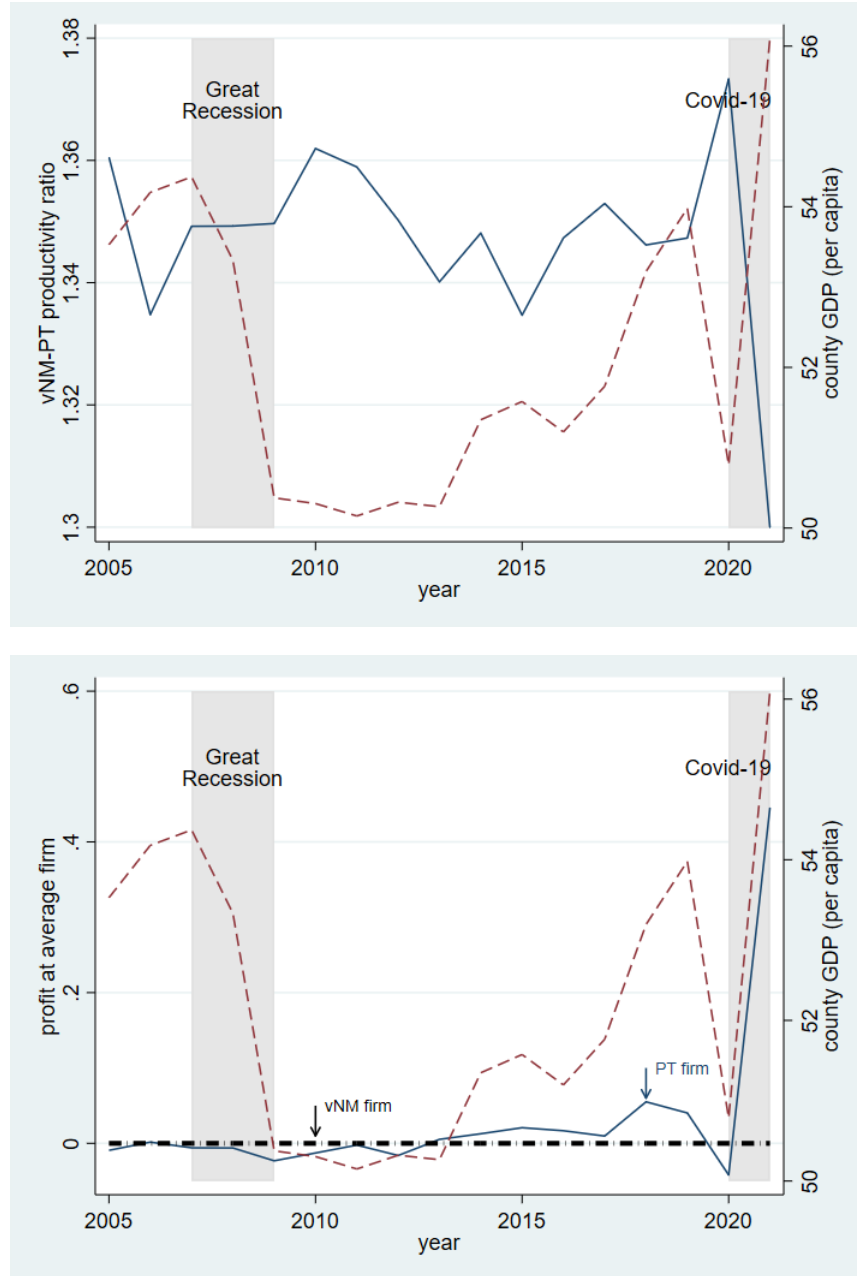 vNM-PT productivity ratio
1.38
1.36
1.34
1.32
1.3
Great
Recession
Covid-19
56
54
52
50
county GDP (per capita)
2005
2010
2015
2020
year
profit at average firm
.6
.4
.2
0
Great
Recession
Covid-19
vNM firm
PT firm
56
54
52
50
county GDP (per capita)
2005
2010
2015
2020
year